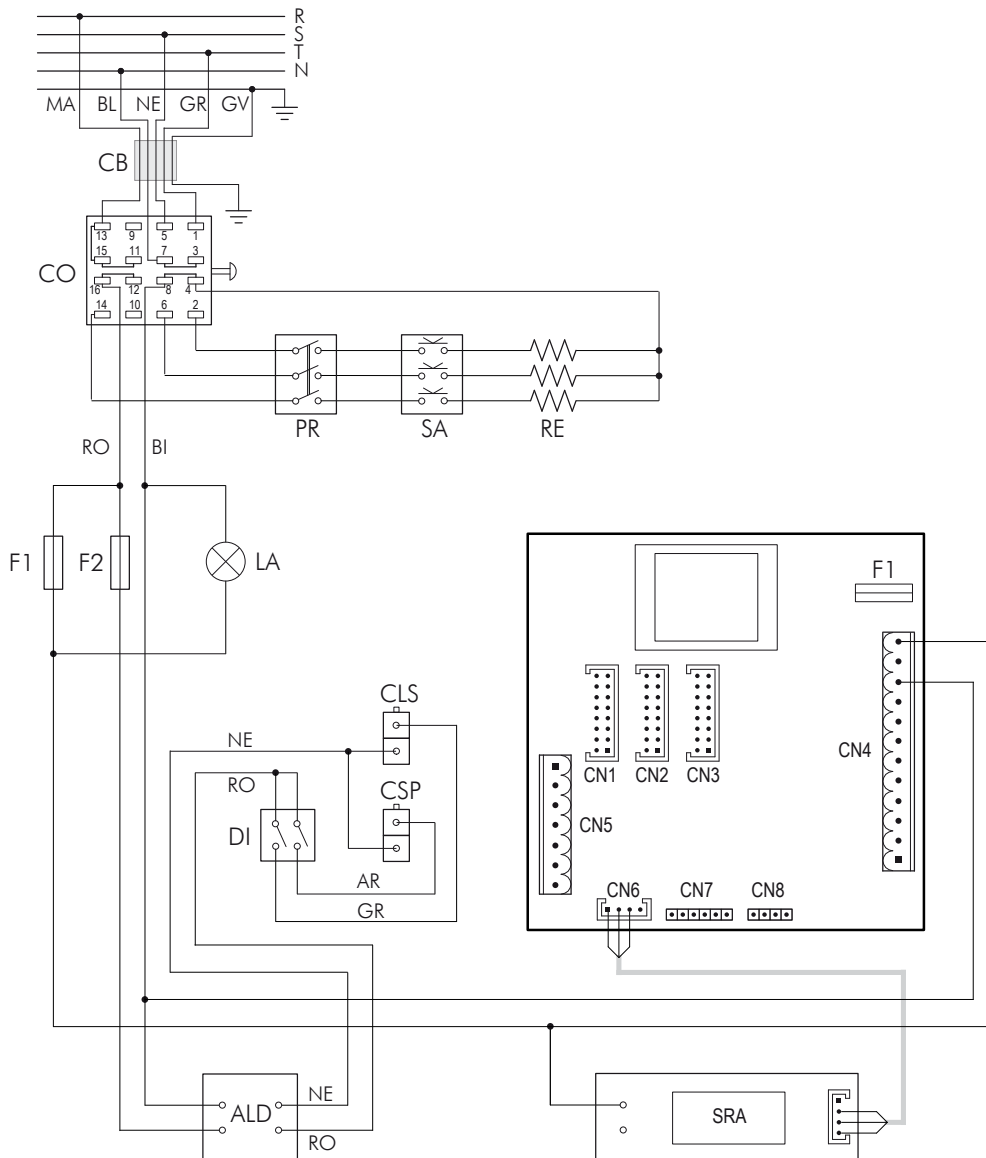 R
S
T
N
MA BL NE GR GV
CB
13 9 5 1
15 11 7 3
CO
16 12 8 4
14 10 6 2
PR SA RE
RO BI
F1 F2 LA
F1
CLS
NE
CN1 CN2 CN3
CN4
RO CSP
CN5
DI
AR
GR
CN6 CN7 CN8
NE
ALD
RO
SRA